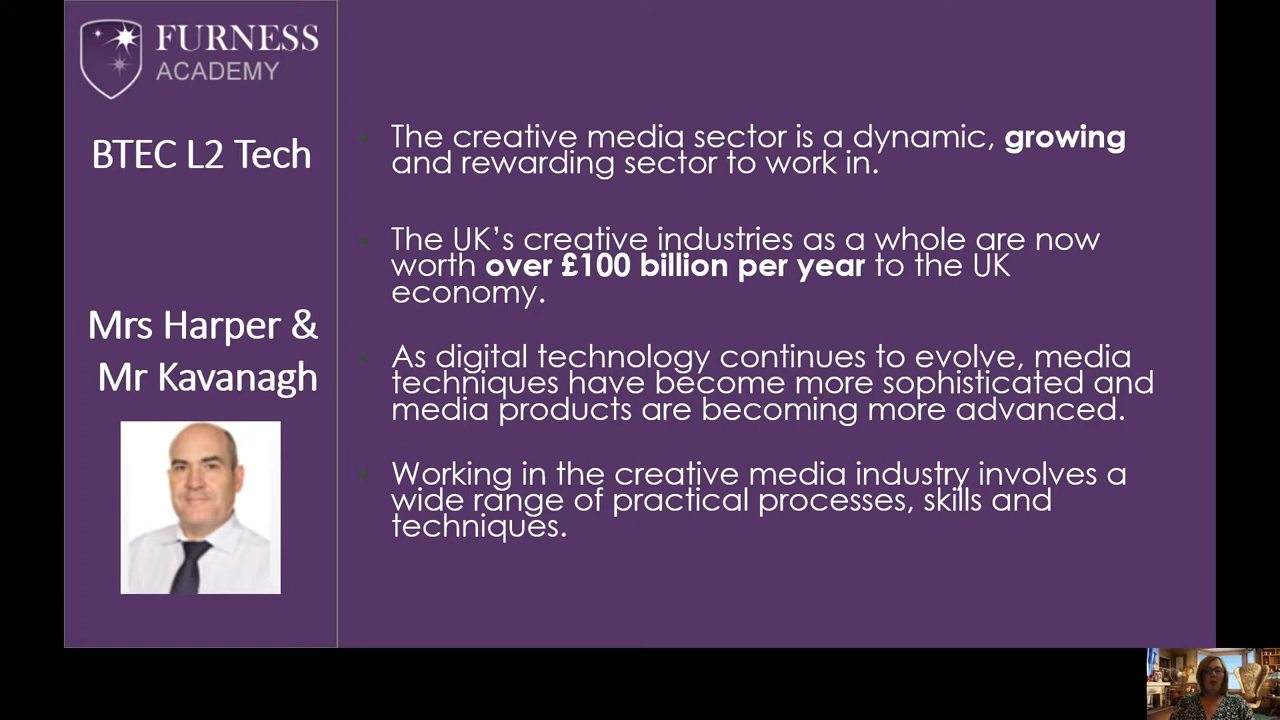 FURNESS
ACADEMY
BTEC L2 Tech
Mrs Harper &
Mr Kavanagh
The creative media sector is a dynamic, growing
and rewarding sector to work in.
The UK’s creative industries as a whole are now
worth over £100 billion per year to the UK
economy.
As digital technology continues to evolve, media
techniques have become more sophisticated and
media products are becoming more advanced.
Working in the creative media industry involves a
wide range of practical processes, skills and
techniques.